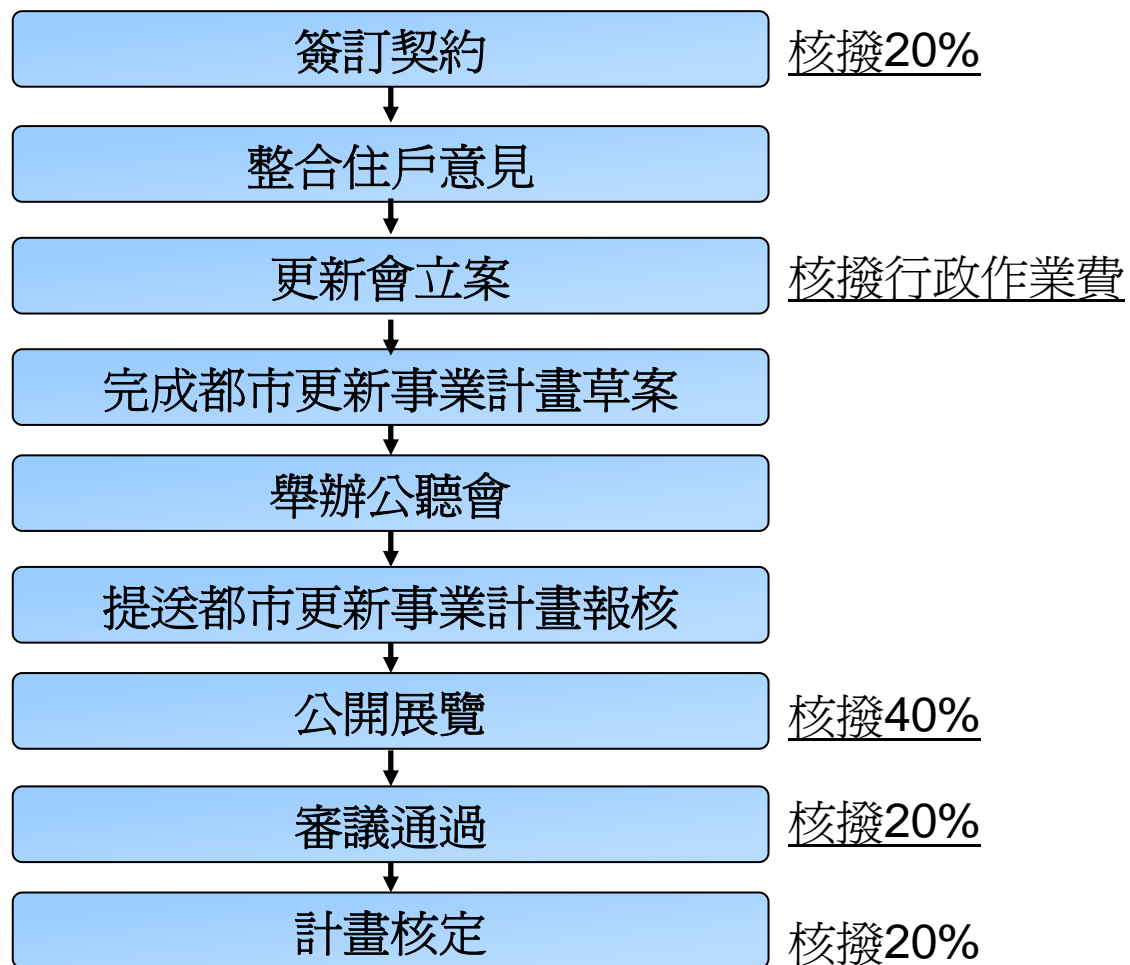 簽訂契約 核撥20%
整合住戶意見
更新會立案 核撥行政作業費
完成都市更新事業計畫草案
舉辦公聽會
提送都市更新事業計畫報核
公開展覽 核撥40%
審議通過 核撥20%
計畫核定 核撥20%